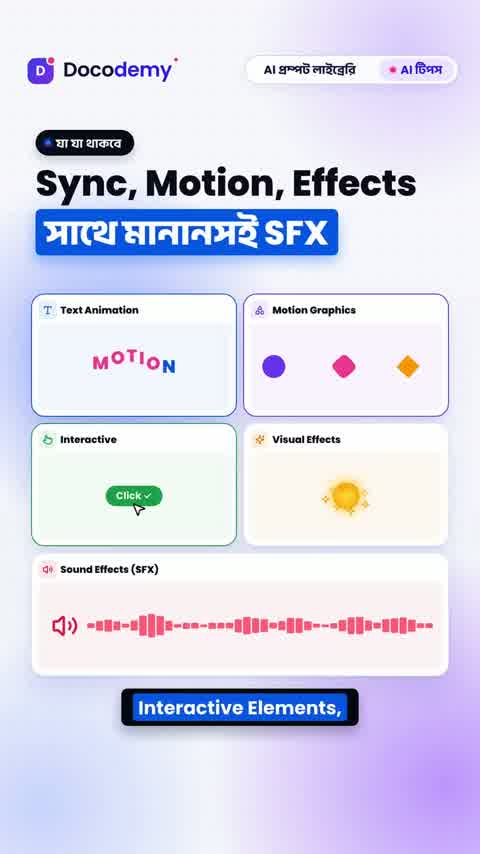 D Docodemy
AI প্রম্পট লাইব্রেরি AI টিপস
যা যা থাকবে
Sync, Motion, Effects
সাথে মানানসই SFX
Text Animation
Motion Graphics
MOTION
Interactive
Visual Effects
Click ✓
Sound Effects (SFX)
Interactive Elements,